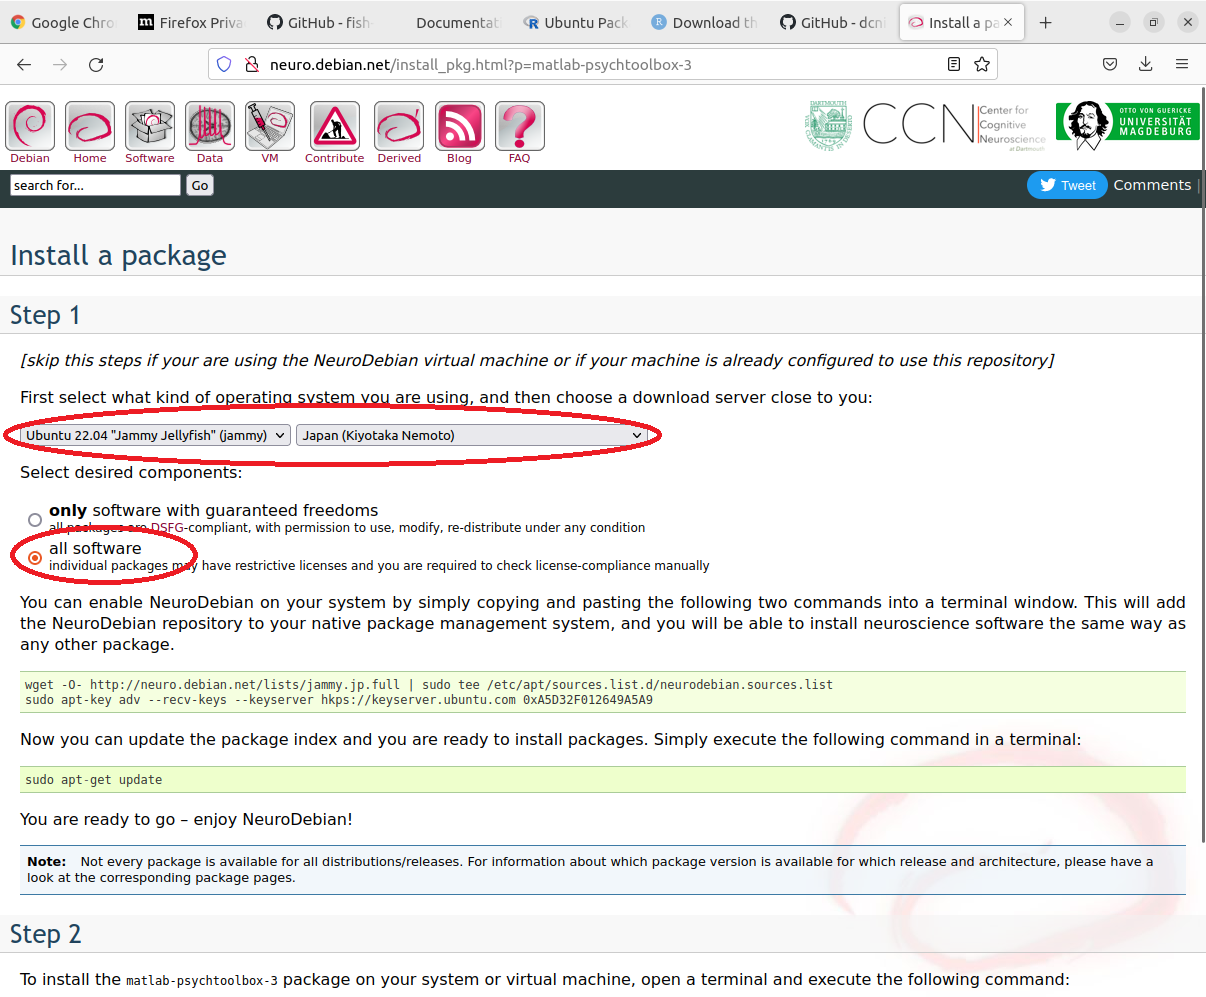 Google Chro
Firefox Priva
GitHub - fish-
Documentat
Ubuntu Pack
Download th
GitHub - dcni
Install a pa
neuro.debian.net/install_pkg.html?p=matlab-psychtoolbox-3
Debian
Home
Software
Data
VM
Contribute
Derived
Blog
FAQ
CCN
Center for
Cognitive
Neuroscience
at Dartmouth
OTTO VON GUERICKE
UNIVERSITÄT
MAGDEBURG
search for...
Go
Tweet
Comments |
Install a package
Step 1
[skip this steps if your are using the NeuroDebian virtual machine or if your machine is already configured to use this repository]
First select what kind of operating system you are using, and then choose a download server close to you:
Ubuntu 22.04 "Jammy Jellyfish" (jammy)
Japan (Kiyotaka Nemoto)
Select desired components:
only software with guaranteed freedoms
all packages are DSFG-compliant, with permission to use, modify, re-distribute under any condition
all software
individual packages may have restrictive licenses and you are required to check license-compliance manually
You can enable NeuroDebian on your system by simply copying and pasting the following two commands into a terminal window. This will add
the NeuroDebian repository to your native package management system, and you will be able to install neuroscience software the same way as
any other package.
wget -O- http://neuro.debian.net/lists/jammy.jp.full | sudo tee /etc/apt/sources.list.d/neurodebian.sources.list
sudo apt-key adv --recv-keys --keyserver hkps://keyserver.ubuntu.com 0xA5D32F012649A5A9
Now you can update the package index and you are ready to install packages. Simply execute the following command in a terminal:
sudo apt-get update
You are ready to go – enjoy NeuroDebian!
Note: Not every package is available for all distributions/releases. For information about which package version is available for which release and architecture, please have a
look at the corresponding package pages.
Step 2
To install the matlab-psychtoolbox-3 package on your system or virtual machine, open a terminal and execute the following command: